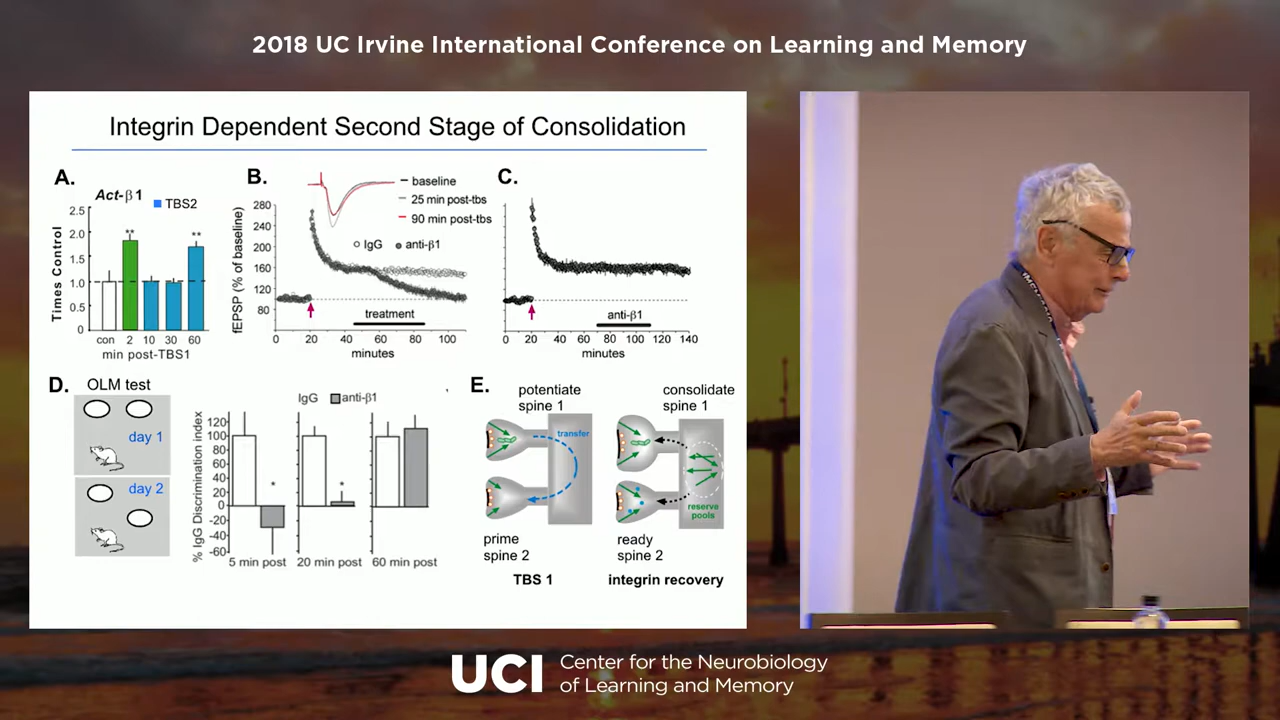 2018 UC Irvine International Conference on Learning and Memory
Integrin Dependent Second Stage of Consolidation
A.
Act-β1
TBS2
Times Control
2.5
2.0
1.5
1.0
0.5
0
**
**
con 2 10 30 60
min post-TBS1
B.
baseline
25 min post-tbs
90 min post-tbs
IgG anti-β1
fEPSP (% of baseline)
280
240
200
160
120
80
treatment
0 20 40 60 80 100
minutes
C.
anti-β1
0 20 40 60 80 100 120 140
minutes
D.
OLM test
day 1
day 2
IgG anti-β1
% IgG Discrimination index
120
100
80
60
40
20
0
-20
-40
-60
*
*
5 min post 20 min post 60 min post
E.
potentiate
spine 1
transfer
prime
spine 2
TBS 1
consolidate
spine 1
reserve
pools
ready
spine 2
integrin recovery
UCI
Center for the Neurobiology
of Learning and Memory